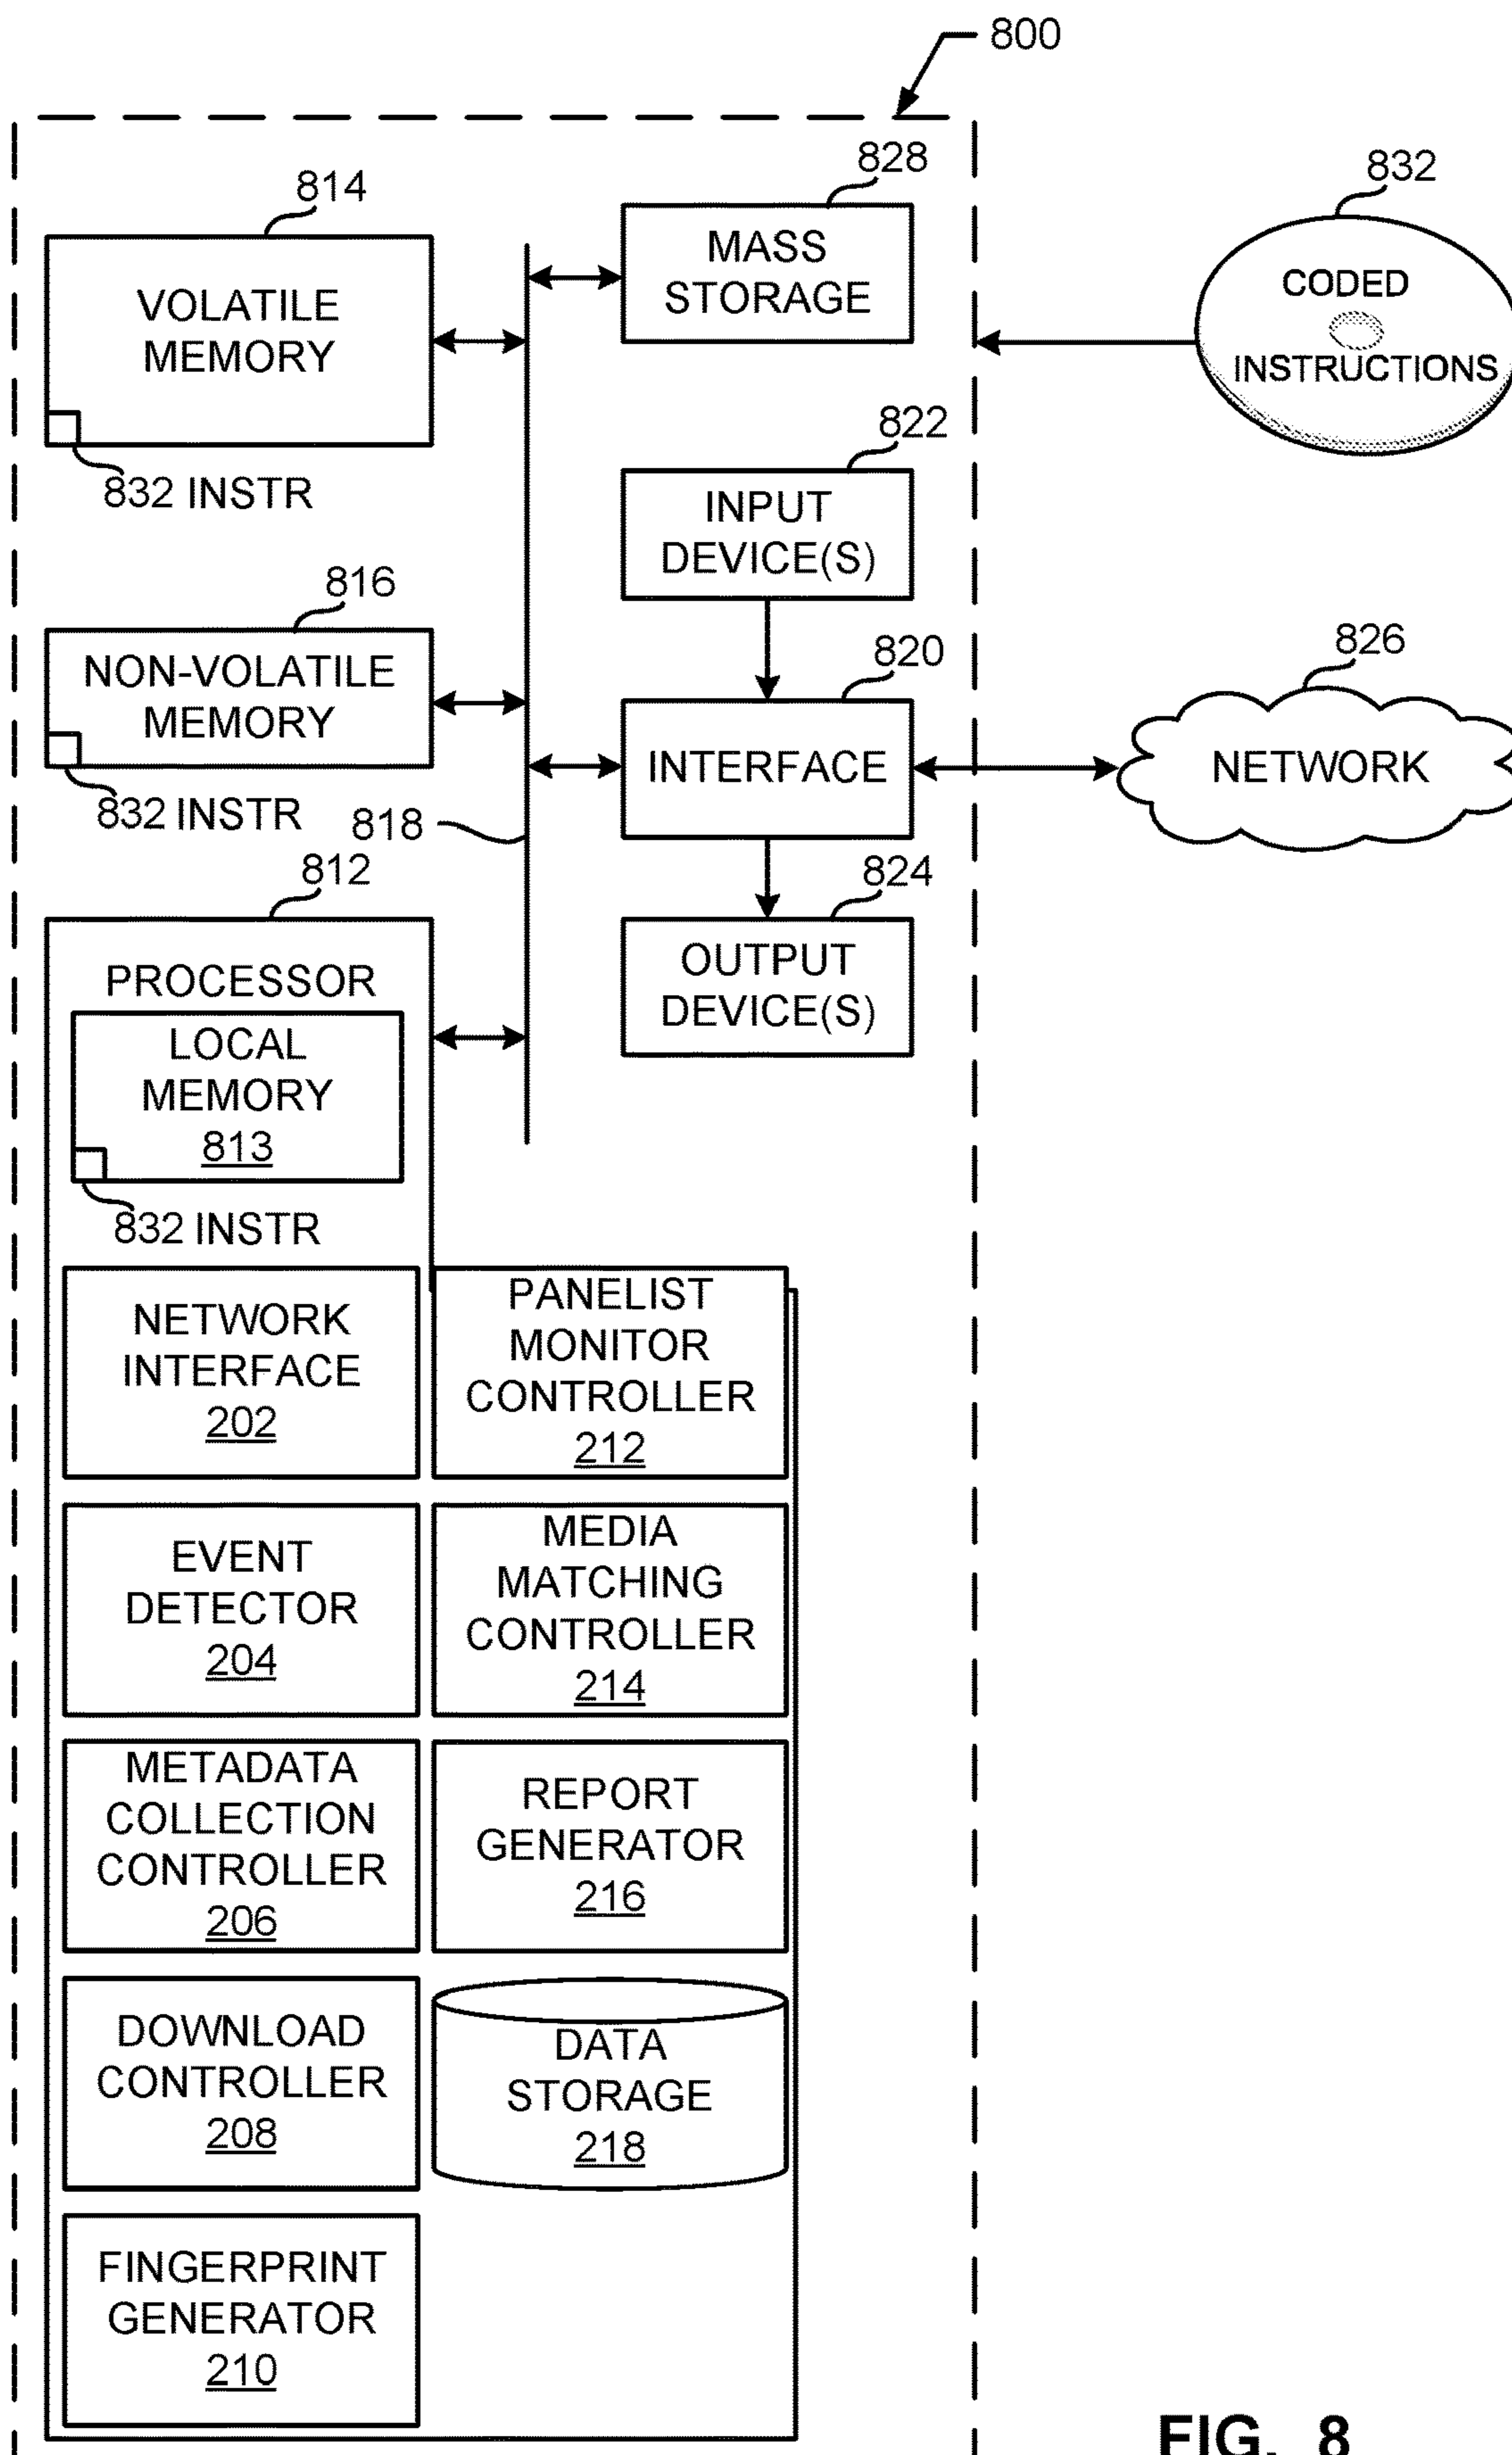 800
828
832
814
MASS
STORAGE
CODED
INSTRUCTIONS
VOLATILE
MEMORY
822
832 INSTR
INPUT
DEVICE(S)
816
820
826
NON-VOLATILE
MEMORY
INTERFACE
NETWORK
832 INSTR
818
812
824
PROCESSOR
OUTPUT
DEVICE(S)
LOCAL
MEMORY
813
832 INSTR
NETWORK
INTERFACE
202
PANELIST
MONITOR
CONTROLLER
212
EVENT
DETECTOR
204
MEDIA
MATCHING
CONTROLLER
214
METADATA
COLLECTION
CONTROLLER
206
REPORT
GENERATOR
216
DOWNLOAD
CONTROLLER
208
DATA
STORAGE
218
FINGERPRINT
GENERATOR
210
FIG. 8